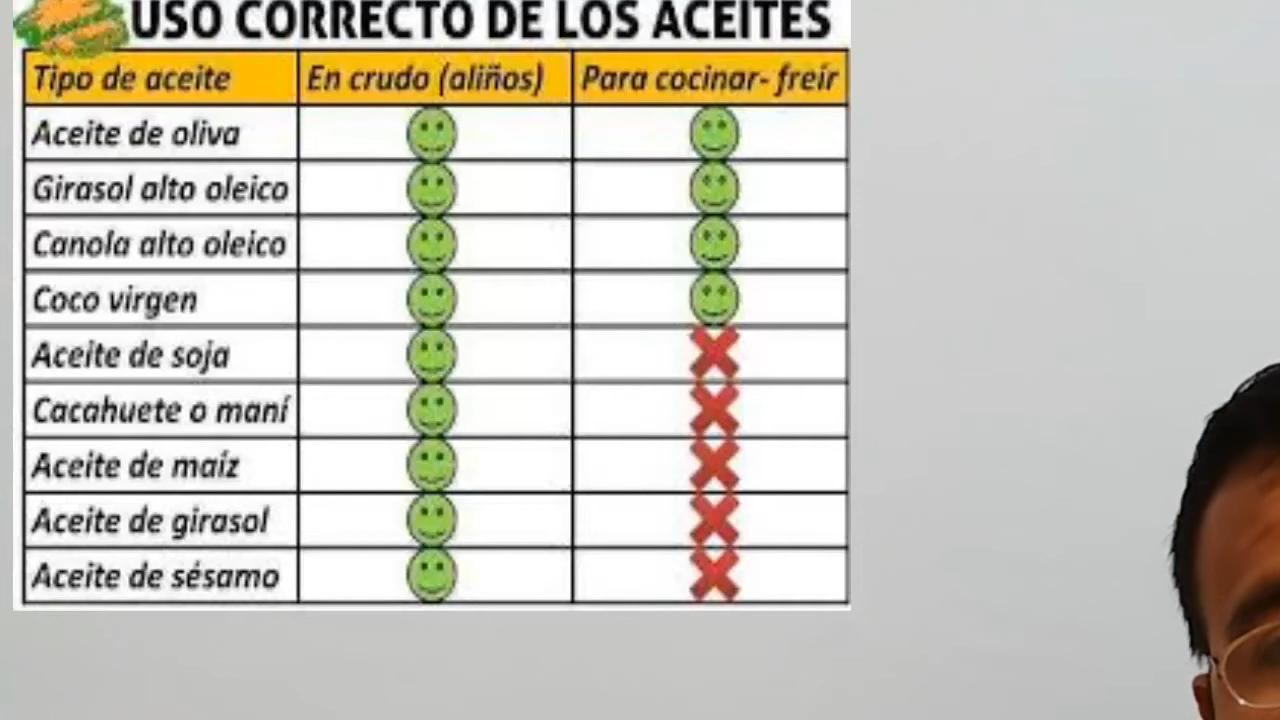 USO CORRECTO DE LOS ACEITES
Tipo de aceite En crudo (aliños) Para cocinar- freír
Aceite de oliva
Girasol alto oleico
Canola alto oleico
Coco virgen
Aceite de soja
Cacahuete o maní
Aceite de maíz
Aceite de girasol
Aceite de sésamo